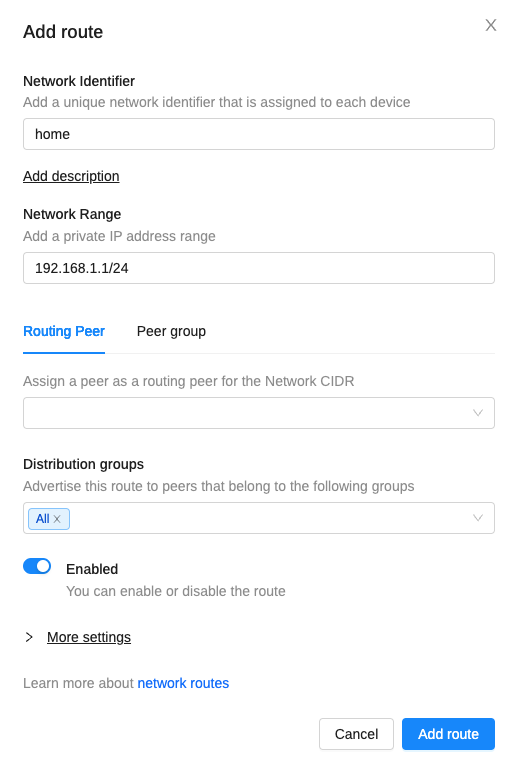 Add route
Network Identifier
Add a unique network identifier that is assigned to each device
home
Add description
Network Range
Add a private IP address range
192.168.1.1/24
Routing Peer Peer group
Assign a peer as a routing peer for the Network CIDR
Distribution groups
Advertise this route to peers that belong to the following groups
All
Enabled
You can enable or disable the route
More settings
Learn more about network routes
Cancel Add route